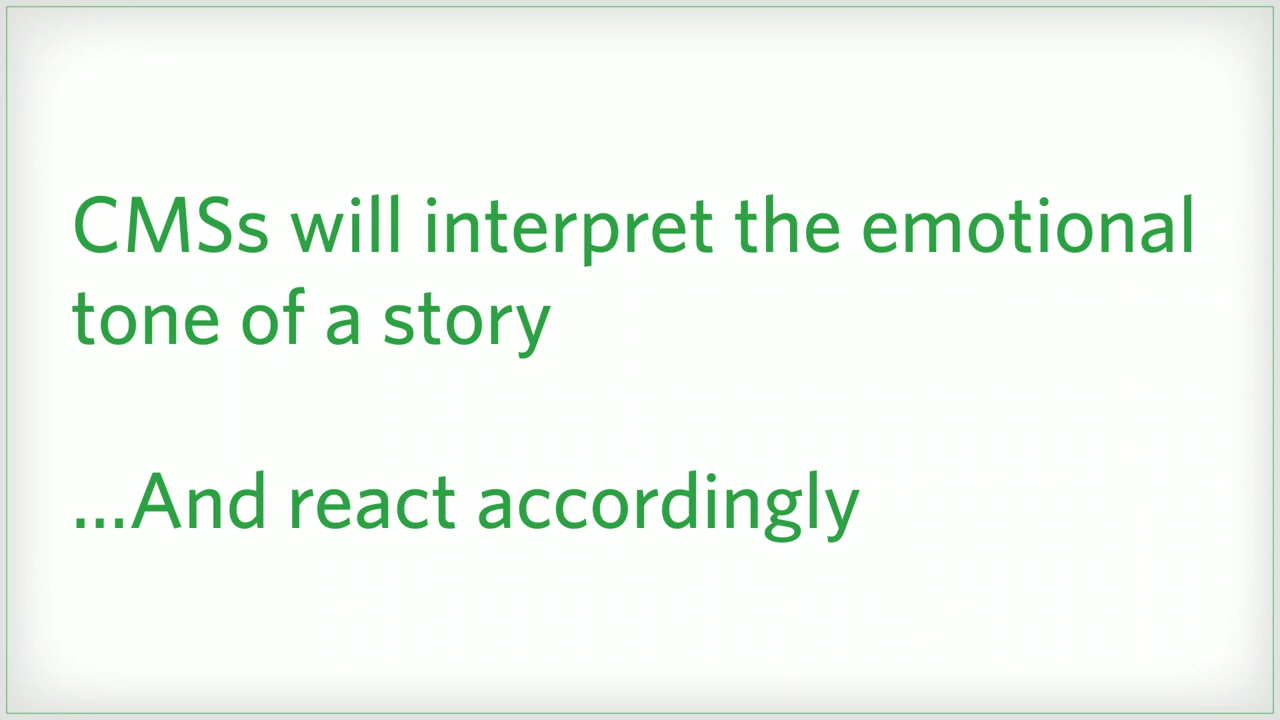 CMSs will interpret the emotional
tone of a story
...And react accordingly